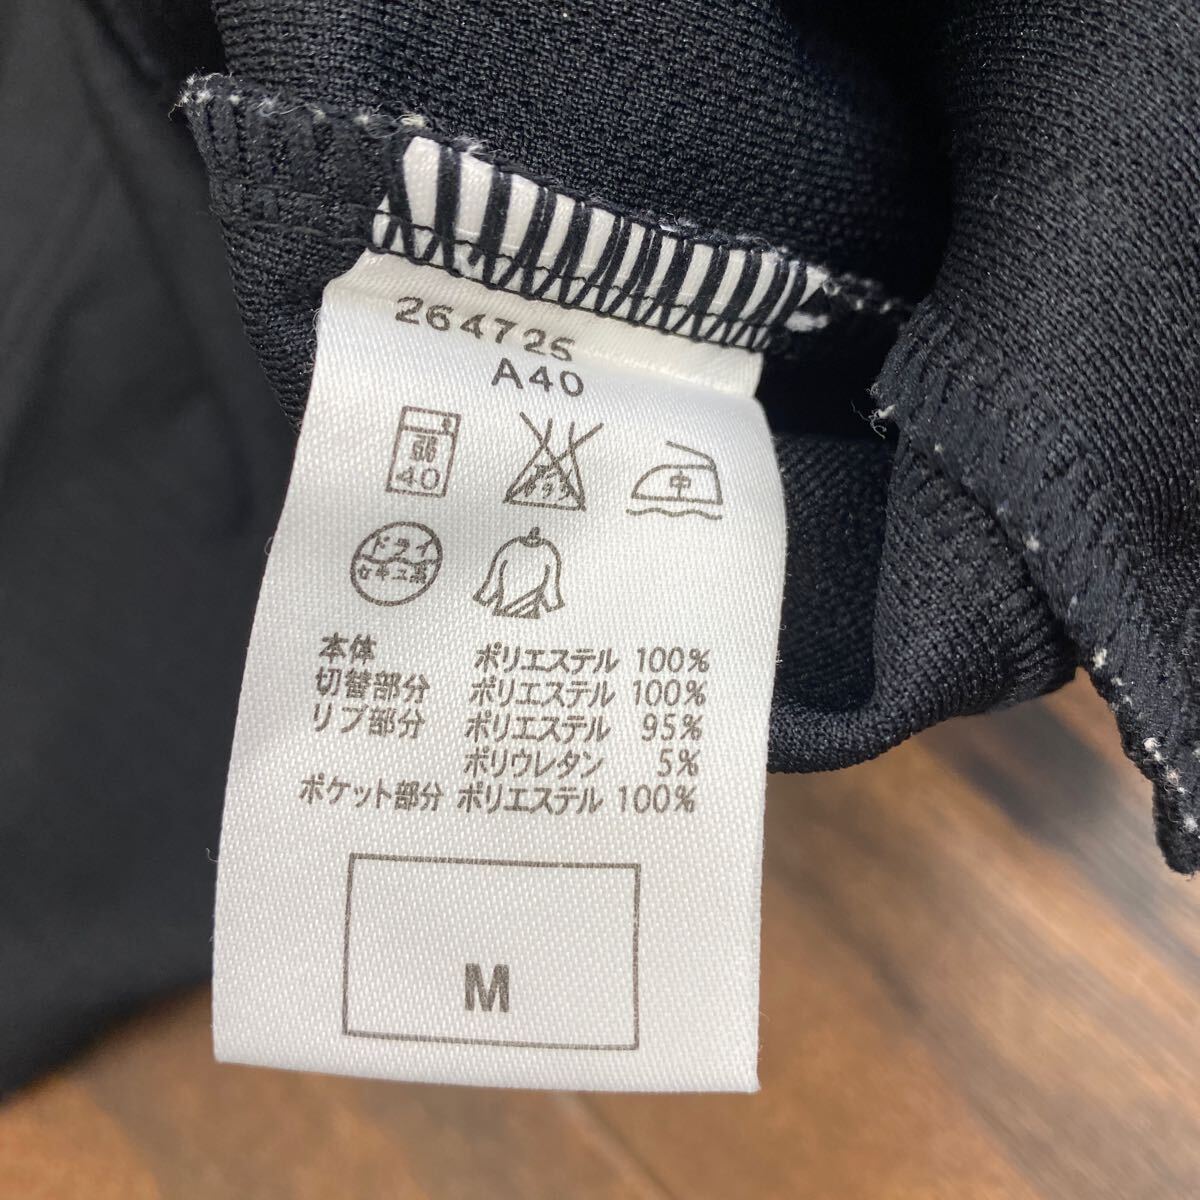 264725
A40
弱
40
中
ドライ
セキユ系
本体 ポリエステル 100%
切替部分 ポリエステル 100%
リブ部分 ポリエステル 95%
ポリウレタン 5%
ポケット部分 ポリエステル 100%
M